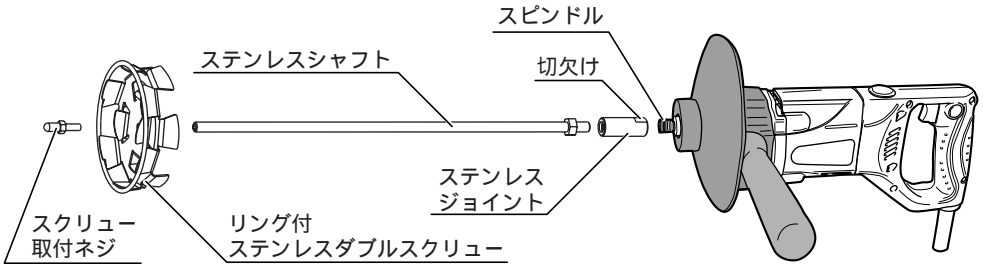 スピンドル
ステンレスシャフト
切欠け
ステンレス
ジョイント
スクリュー
取付ネジ
リング付
ステンレスダブルスクリュー